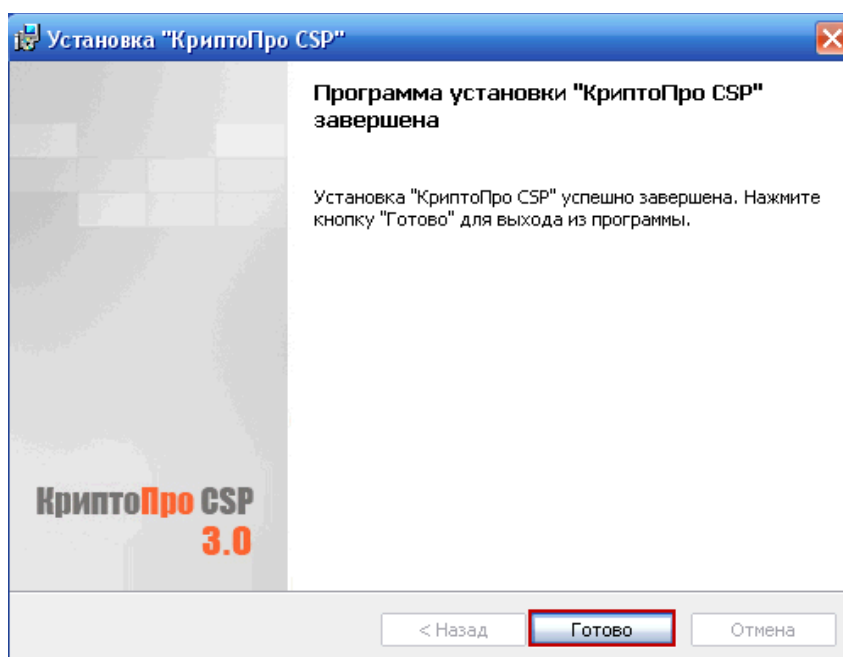 Установка "КриптоПро CSP"
Программа установки "КриптоПро CSP"
завершена
Установка "КриптоПро CSP" успешно завершена. Нажмите
кнопку "Готово" для выхода из программы.
КриптоПро CSP
3.0
< Назад Готово Отмена